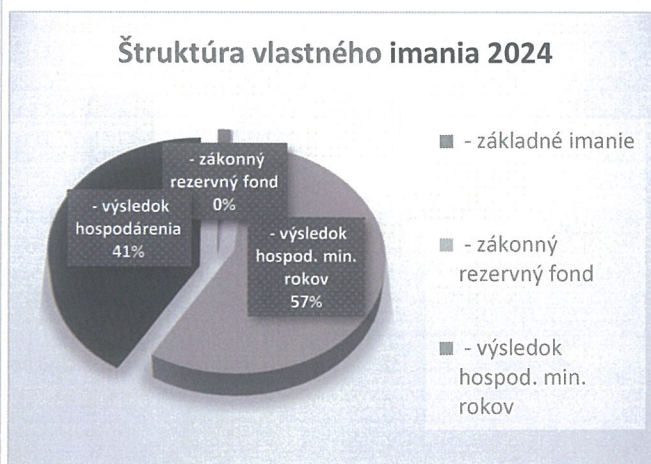 Štruktúra vlastného imania 2024
- zákonný
rezervný fond
0%
- výsledok
hospodárenia
41%
- výsledok
hospod. min.
rokov
57%
- základné imanie
- zákonný
rezervný fond
- výsledok
hospod. min.
rokov